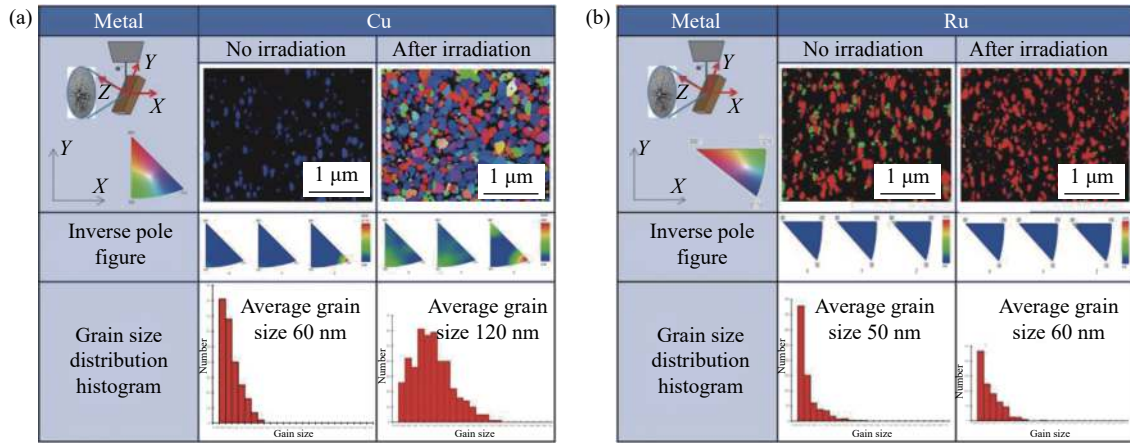 (a)
Metal
Cu
No irradiation
After irradiation
Y
Z
X
Y
X
1 μm
1 μm
Inverse pole
figure
Grain size
distribution
histogram
Average grain
size 60 nm
Number
Gain size
Average grain
size 120 nm
Number
Gain size
(b)
Metal
Ru
No irradiation
After irradiation
Y
Z
X
Y
X
1 μm
1 μm
Inverse pole
figure
Grain size
distribution
histogram
Average grain
size 50 nm
Number
Gain size
Average grain
size 60 nm
Number
Gain size